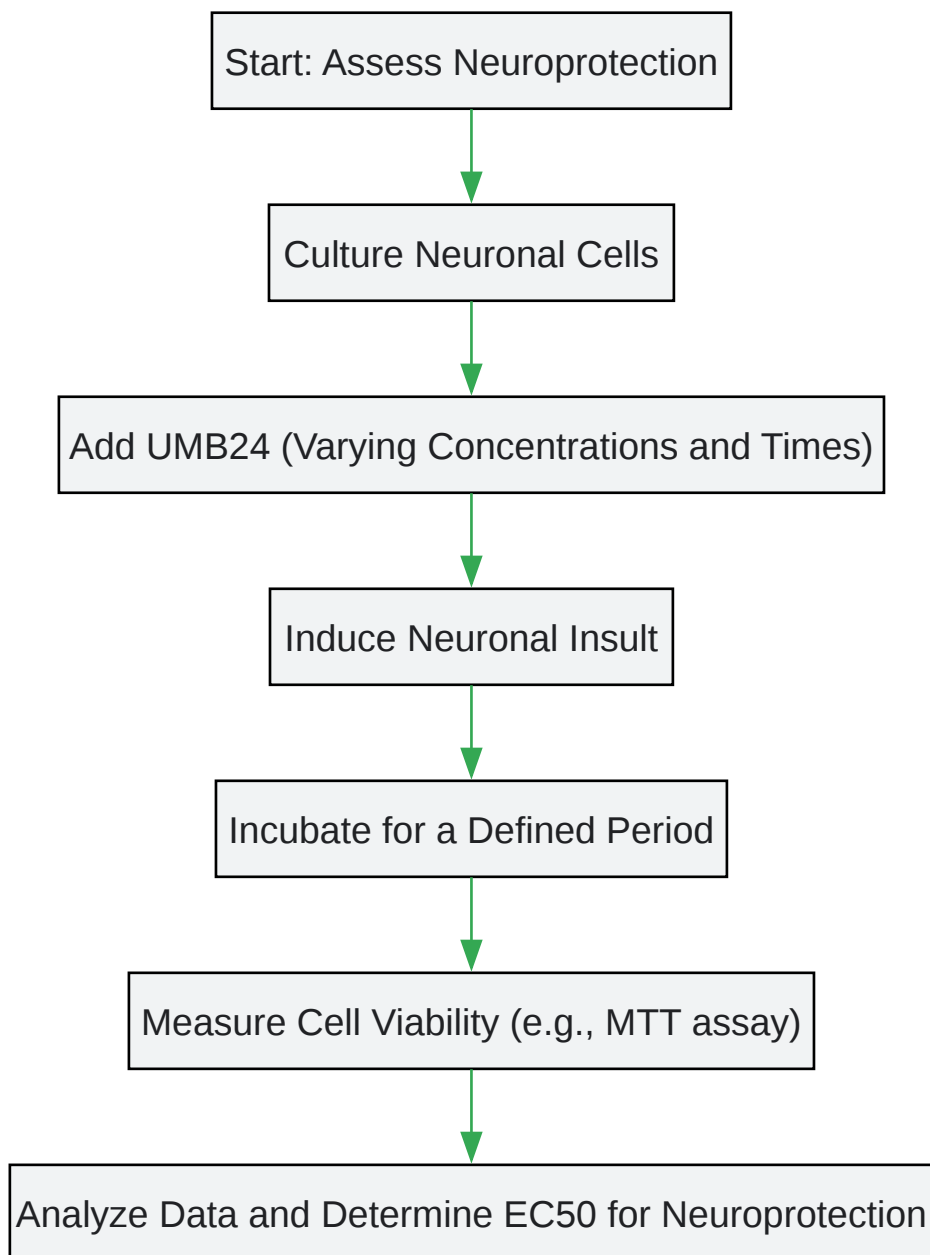 Start: Assess Neuroprotection
Culture Neuronal Cells
Add UMB24 (Varying Concentrations and Times)
Induce Neuronal Insult
Incubate for a Defined Period
Measure Cell Viability (e.g., MTT assay)
Analyze Data and Determine EC50 for Neuroprotection